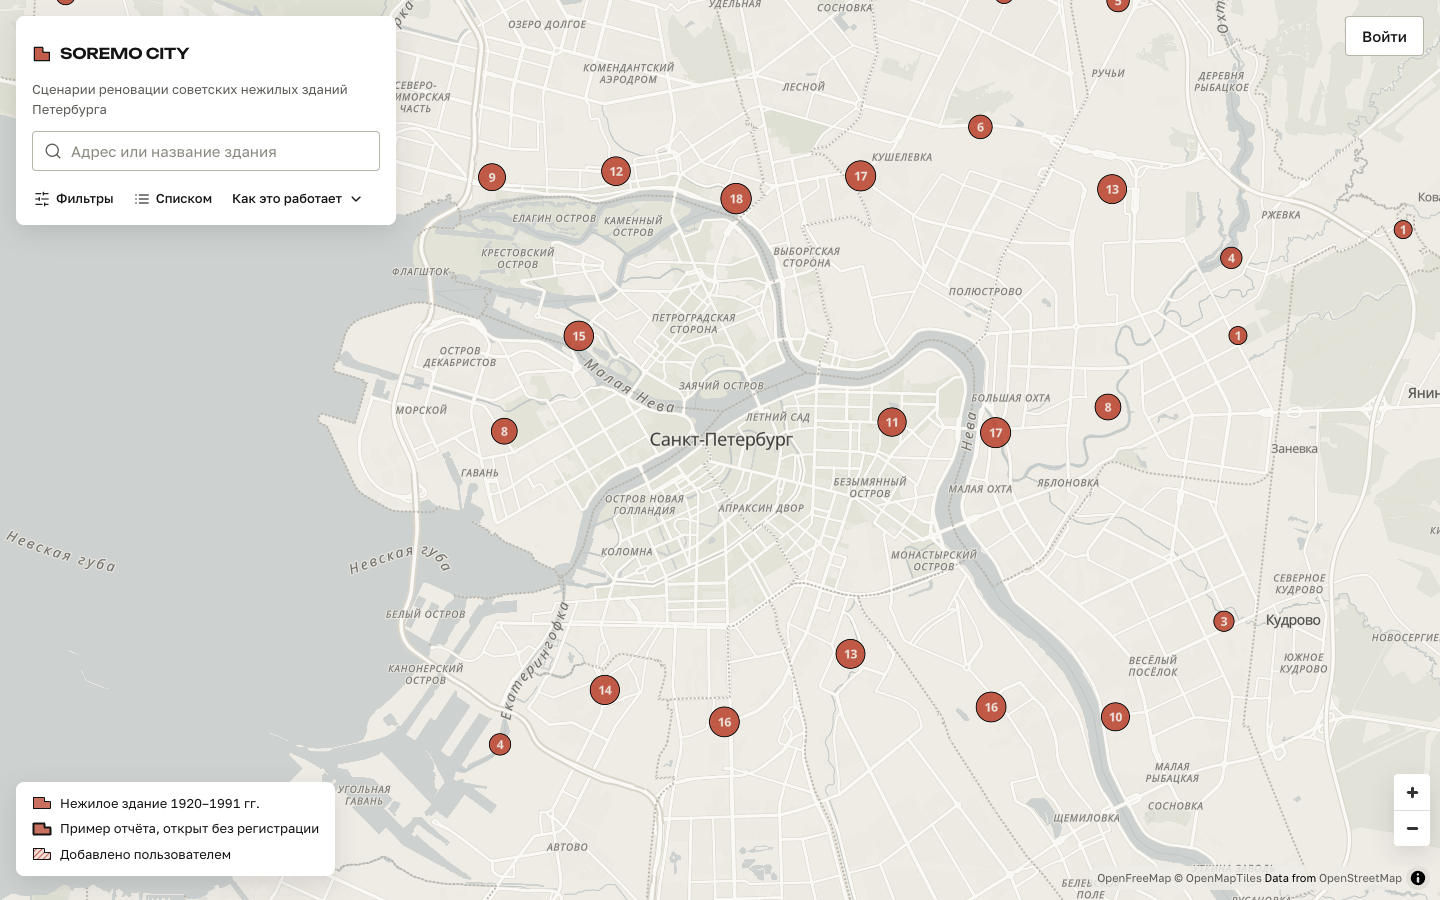 SOREMO CITY
Сценарии реновации советских нежилых зданий
Петербурга
Адрес или название здания
Фильтры
Списком
Как это работает
Войти
ОЗЕРО ДОЛГОЕ
УДЕЛЬНАЯ
СОСНОВКА
5
КОМЕНДАНТСКИЙ
АЭРОДРОМ
ЛЕСНОЙ
РУЧЬИ
ДЕРЕВНЯ
РЫБАЦКОЕ
6
КУШЕЛЕВКА
9
12
18
17
13
РЖЕВКА
1
4
ЕЛАГИН ОСТРОВ
КАМЕННЫЙ
ОСТРОВ
КРЕСТОВСКИЙ
ОСТРОВ
ВЫБОРГСКАЯ
СТОРОНА
ФЛАГШТОК
ПОЛЮСТРОВО
ПЕТРОГРАДСКАЯ
СТОРОНА
15
1
ОСТРОВ
ДЕКАБРИСТОВ
Малая Нева
ЗАЯЧИЙ ОСТРОВ
МОРСКОЙ
ЛЕТНИЙ САД
БОЛЬШАЯ ОХТА
8
11
17
8
Нева
Санкт-Петербург
Заневка
ГАВАНЬ
БЕЗЫМЯННЫЙ
ОСТРОВ
МАЛАЯ ОХТА
ЯБЛОНОВКА
ОСТРОВ НОВАЯ
ГОЛЛАНДИЯ
АПРАКСИН ДВОР
Невская губа
Невская губа
КОЛОМНА
МОНАСТЫРСКИЙ
ОСТРОВ
СЕВЕРНОЕ
КУДРОВО
БЕЛЫЙ ОСТРОВ
3
Кудрово
Екатерингофка
КАНОНЕРСКИЙ
ОСТРОВ
13
ВЕСЁЛЫЙ
ПОСЁЛОК
ЮЖНОЕ
КУДРОВО
14
16
16
10
4
МАЛАЯ
РЫБАЦКАЯ
СОСНОВКА
УГОЛЬНАЯ
ГАВАНЬ
ЩЕМИЛОВКА
АВТОВО
Нежилое здание 1920–1991 гг.
Пример отчёта, открыт без регистрации
Добавлено пользователем
OpenFreeMap © OpenMapTiles Data from OpenStreetMap